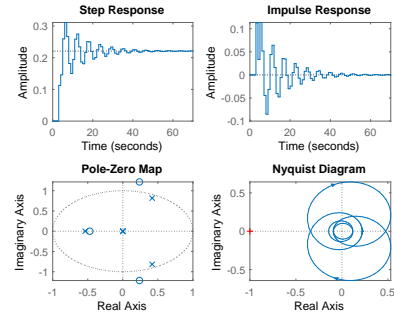 Step Response
Amplitude
0.3
0.2
0.1
0
0 20 40 60
Time (seconds)
Impulse Response
Amplitude
0.1
0.05
0
-0.05
-0.1
0 20 40 60
Time (seconds)
Pole-Zero Map
Imaginary Axis
1
0.5
0
-0.5
-1
-1 -0.5 0 0.5 1
Real Axis
Nyquist Diagram
Imaginary Axis
0.5
0
-0.5
-1 -0.5 0 0.5
Real Axis